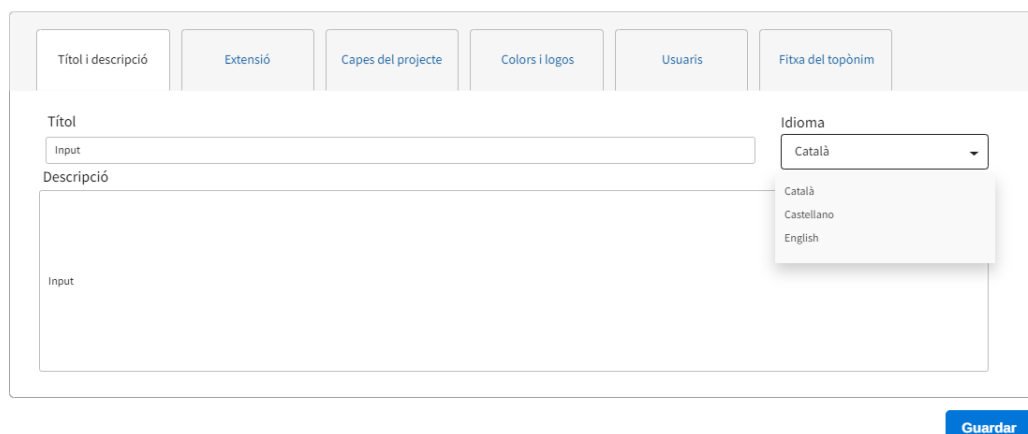 Títol i descripció
Extensió
Capes del projecte
Colors i logos
Usuaris
Fitxa del topònim
Títol
Idioma
Input
Català
Descripció
Català
Castellano
English
Input
Guardar